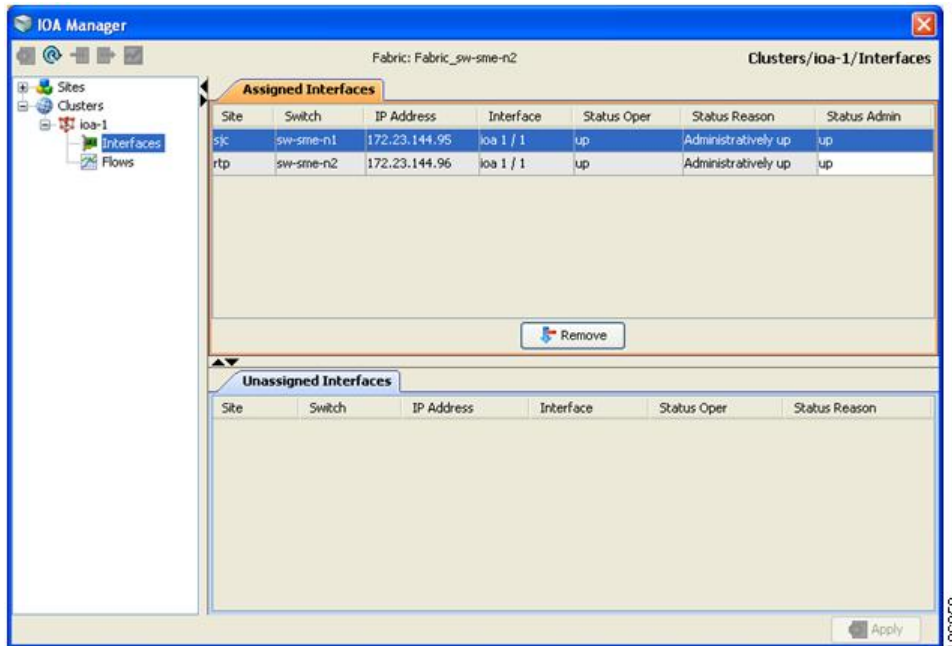 IOA Manager
Fabric: Fabric_sw-sme-n2
Clusters/ioa-1/Interfaces
Sites
Clusters
ioa-1
Interfaces
Flows
Assigned Interfaces
Site Switch IP Address Interface Status Oper Status Reason Status Admin
sjc sw-sme-n1 172.23.144.95 ioa 1 / 1 up Administratively up up
rtp sw-sme-n2 172.23.144.96 ioa 1 / 1 up Administratively up up
Remove
Unassigned Interfaces
Site Switch IP Address Interface Status Oper Status Reason
Apply